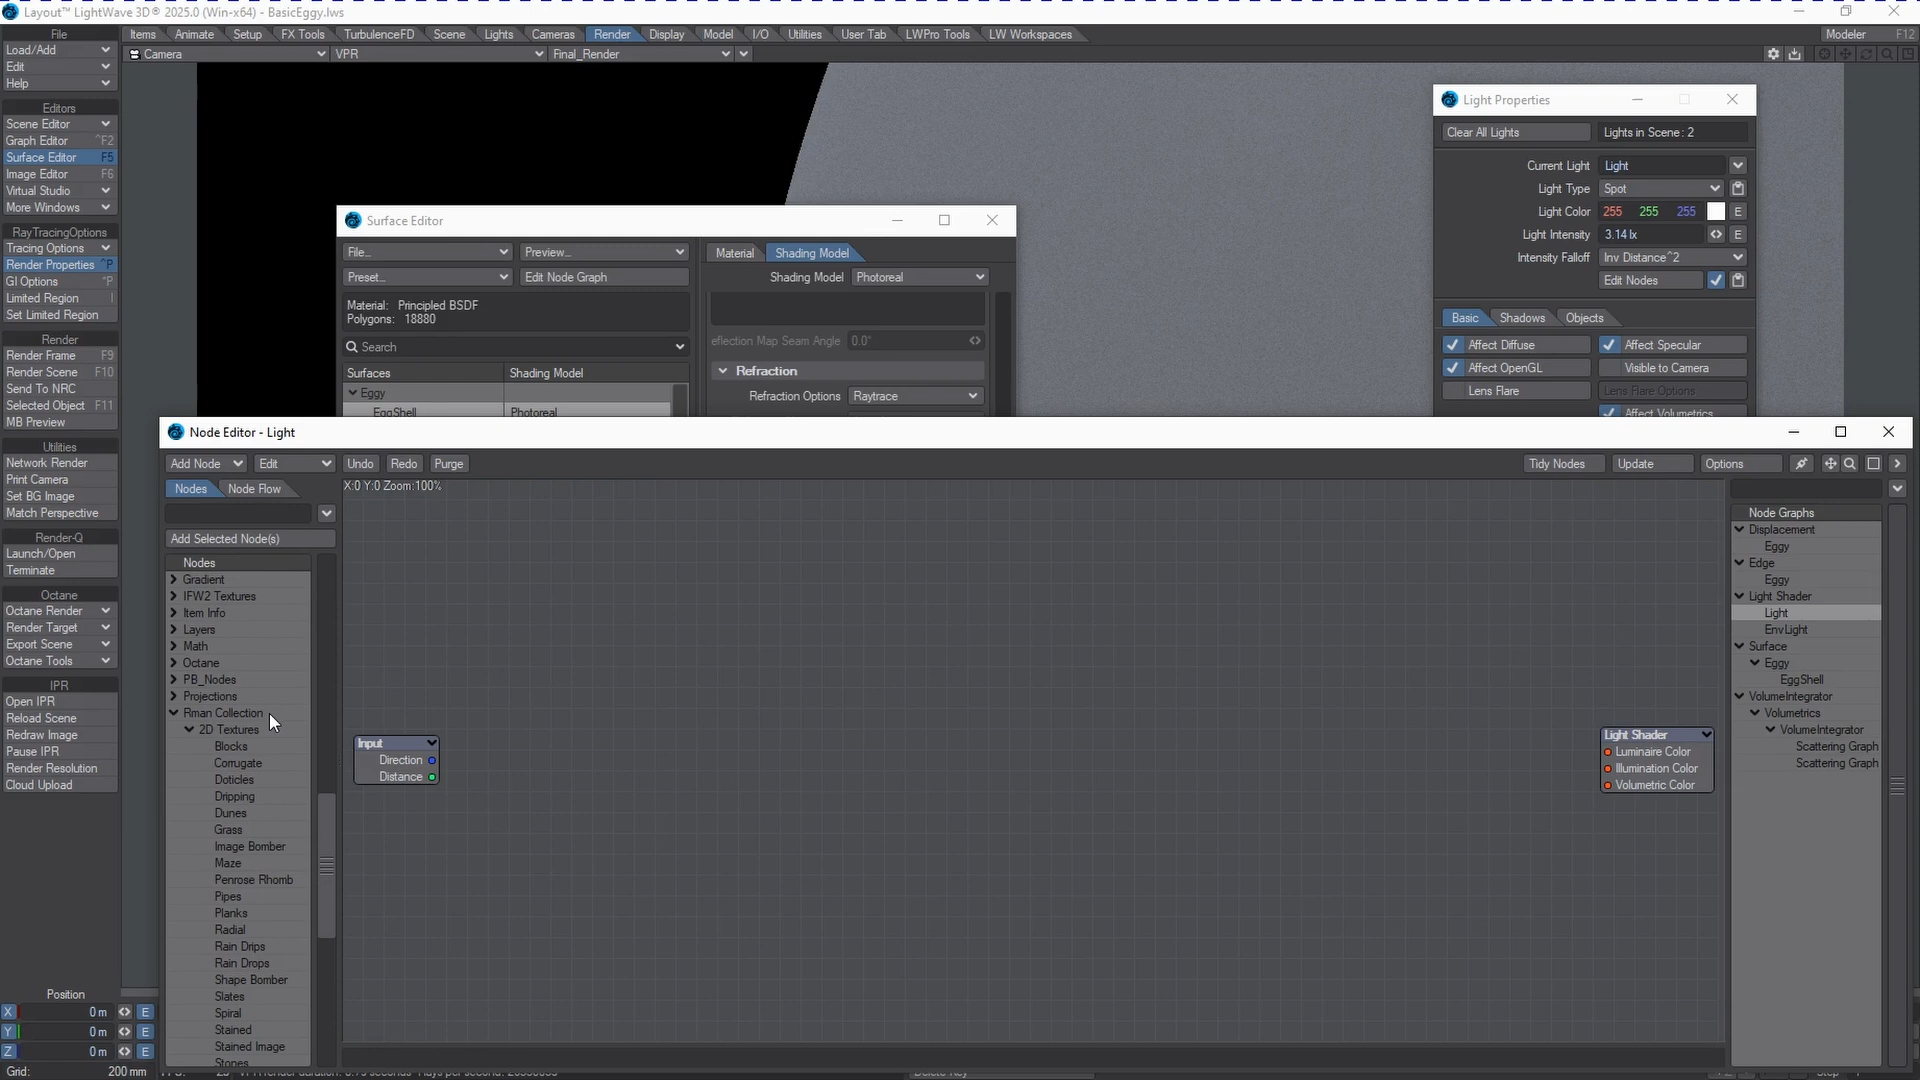 Layout™ LightWave 3D® 2025.0 (Win-x64) - BasicEggy.lws
File
Items
Animate
Setup
FX Tools
TurbulenceFD
Scene
Lights
Cameras
Render
Display
Model
I/O
Utilities
User Tab
LWPro Tools
LW Workspaces
Modeler F12
Load/Add
Camera
VPR
Final_Render
Edit
Help
Editors
Scene Editor
Graph Editor ^F2
Surface Editor F5
Image Editor F6
Virtual Studio
More Windows
RayTracingOptions
Tracing Options
Render Properties ^P
GI Options ^P
Limited Region l
Set Limited Region
Render
Render Frame F9
Render Scene F10
Send To NRC
Selected Object F11
MB Preview
Utilities
Network Render
Print Camera
Set BG Image
Match Perspective
Render-Q
Launch/Open
Terminate
Octane
Octane Render
Render Target
Export Scene
Octane Tools
IPR
Open IPR
Reload Scene
Redraw Image
Pause IPR
Render Resolution
Cloud Upload
Position
X 0 m E
Y 0 m E
Z 0 m E
Grid: 200 mm
Surface Editor
File...
Preview...
Preset...
Edit Node Graph
Material: Principled BSDF
Polygons: 18880
Search
Surfaces
Shading Model
Eggy
EggShell
Photoreal
Material
Shading Model
Shading Model Photoreal
eflection Map Seam Angle 0.0°
Refraction
Refraction Options Raytrace
Light Properties
Clear All Lights
Lights in Scene: 2
Current Light Light
Light Type Spot
Light Color 255 255 255 E
Light Intensity 3.14 lx E
Intensity Falloff Inv Distance^2
Edit Nodes
Basic
Shadows
Objects
Affect Diffuse
Affect Specular
Affect OpenGL
Visible to Camera
Lens Flare
Lens Flare Options
Affect Volumetrics
Node Editor - Light
Add Node
Edit
Undo
Redo
Purge
Tidy Nodes
Update
Options
Nodes
Node Flow
X:0 Y:0 Zoom:100%
Add Selected Node(s)
Nodes
Gradient
IFW2 Textures
Item Info
Layers
Math
Octane
PB_Nodes
Projections
Rman Collection
2D Textures
Blocks
Corrugate
Doticles
Dripping
Dunes
Grass
Image Bomber
Maze
Penrose Rhomb
Pipes
Planks
Radial
Rain Drips
Rain Drops
Shape Bomber
Slates
Spiral
Stained
Stained Image
Stones
Input
Direction
Distance
Light Shader
Luminaire Color
Illumination Color
Volumetric Color
Node Graphs
Displacement
Eggy
Edge
Eggy
Light Shader
Light
EnvLight
Surface
Eggy
EggShell
VolumeIntegrator
Volumetrics
VolumeIntegrator
Scattering Graph
Scattering Graph